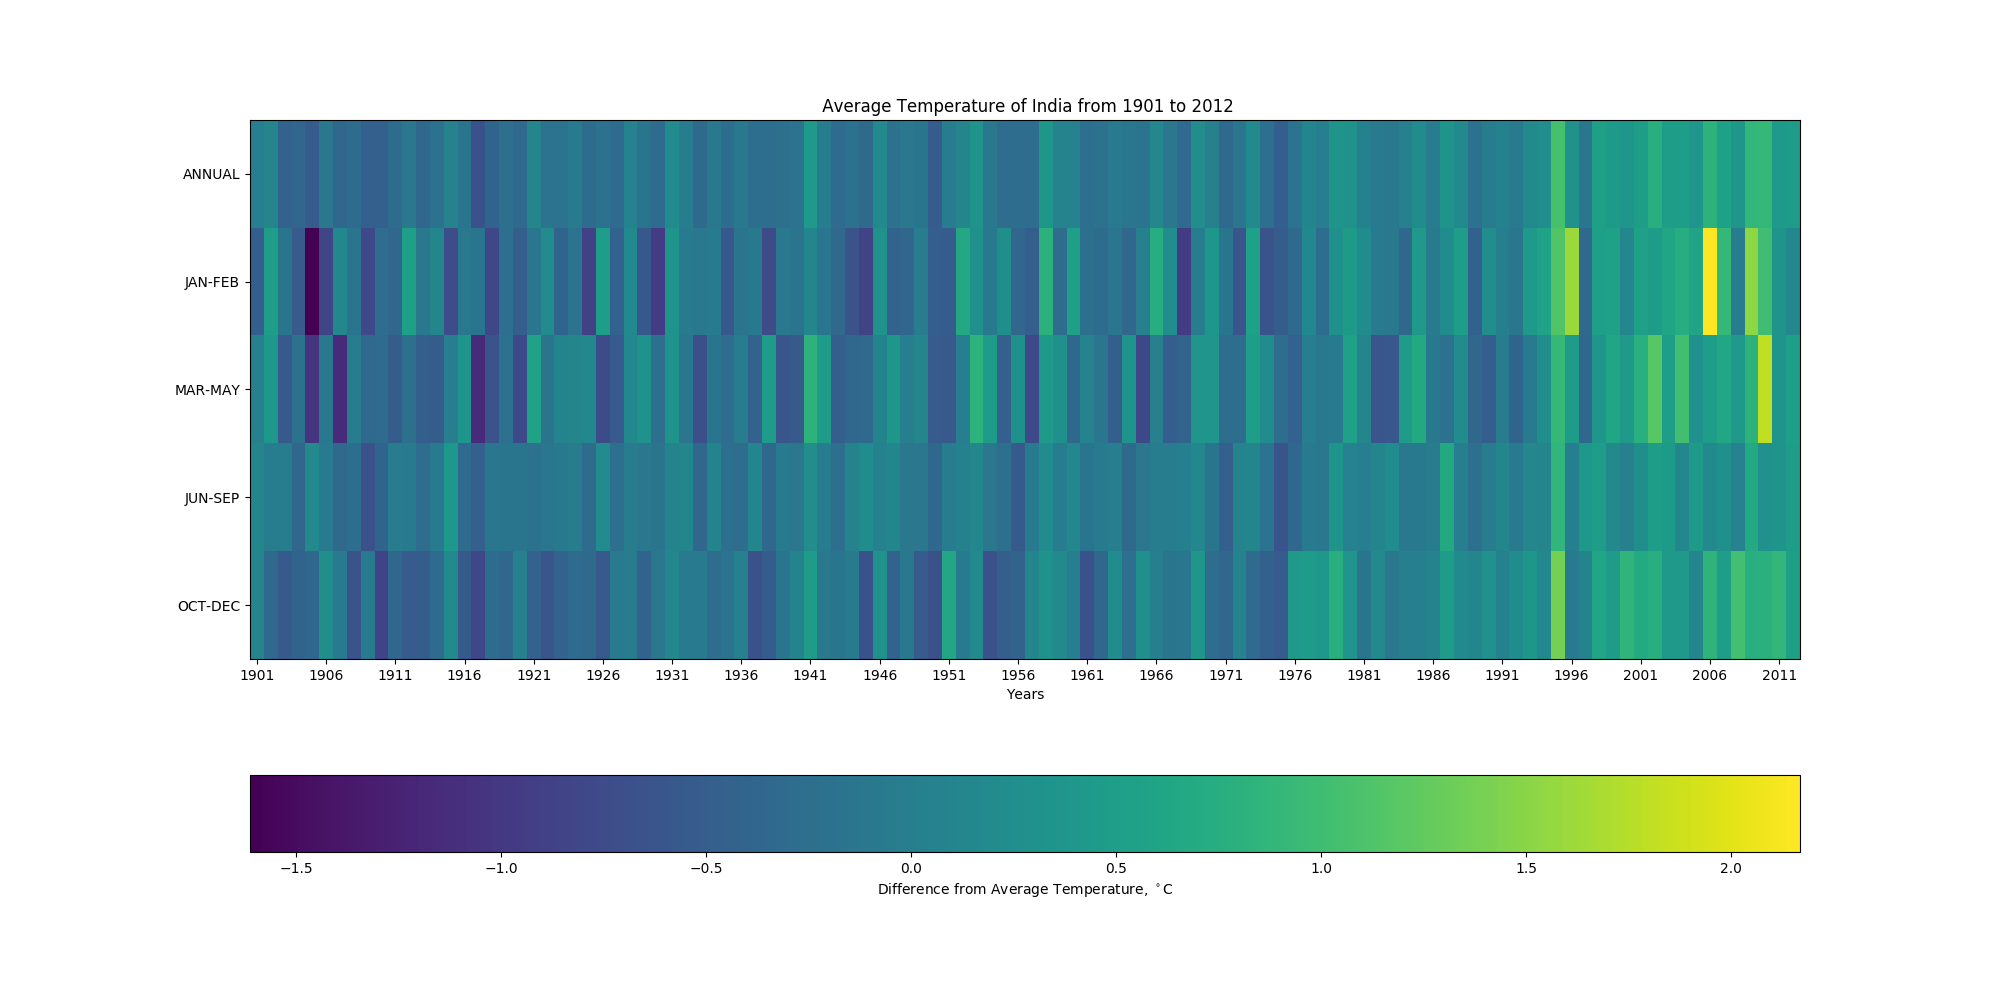 Average Temperature of India from 1901 to 2012
ANNUAL
JAN-FEB
MAR-MAY
JUN-SEP
OCT-DEC
1901 1906 1911 1916 1921 1926 1931 1936 1941 1946 1951 1956 1961 1966 1971 1976 1981 1986 1991 1996 2001 2006 2011
Years
−1.5 −1.0 −0.5 0.0 0.5 1.0 1.5 2.0
Difference from Average Temperature, °C